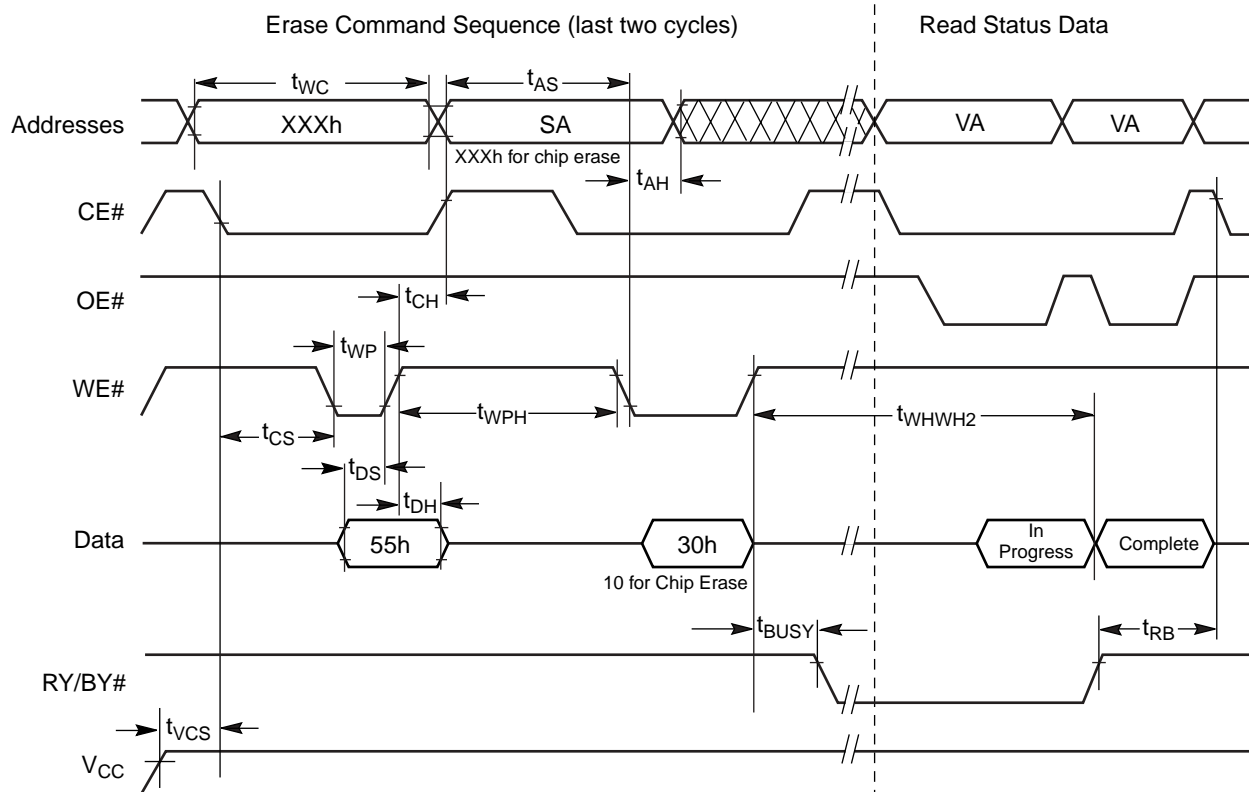 Erase Command Sequence (last two cycles)
Read Status Data
tWC
tAS
Addresses
XXXh
SA
VA
VA
XXXh for chip erase
tAH
CE#
OE#
tCH
tWP
WE#
tWPH
tWHWH2
tCS
tDS
tDH
Data
55h
30h
In
Progress
Complete
10 for Chip Erase
tBUSY
tRB
RY/BY#
tVCS
VCC